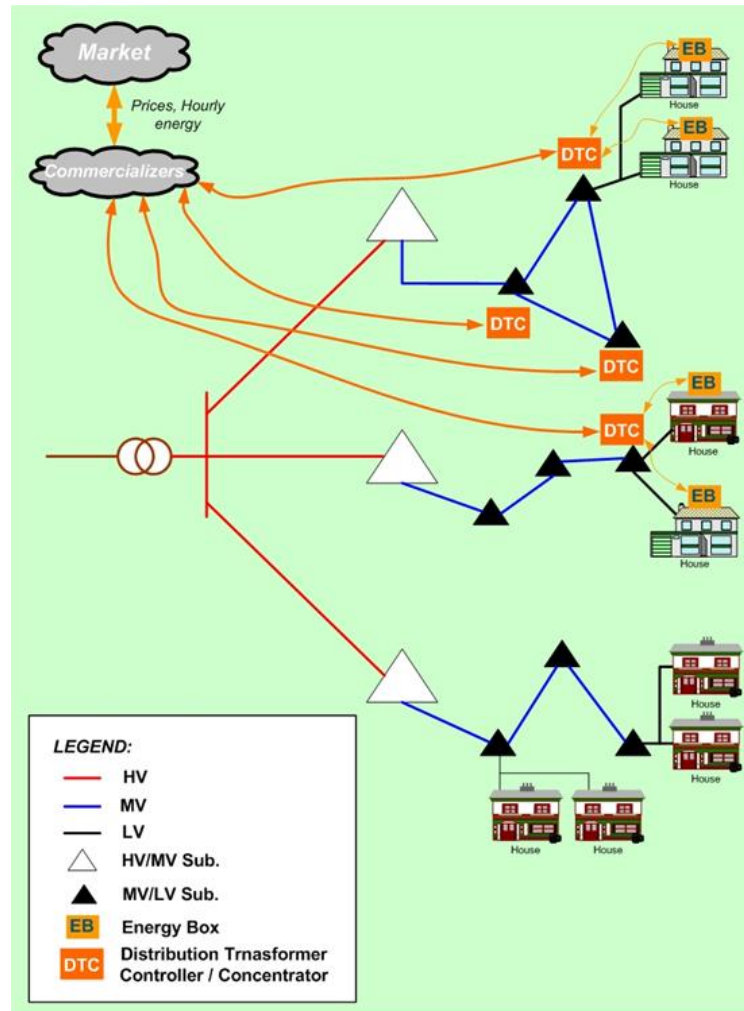 Market
Prices, Hourly
energy
Commercializers
EB
House
EB
House
DTC
DTC
DTC
DTC
EB
House
EB
House
House
House
House
House
LEGEND:
HV
MV
LV
HV/MV Sub.
MV/LV Sub.
EB Energy Box
DTC Distribution Trnasformer
Controller / Concentrator